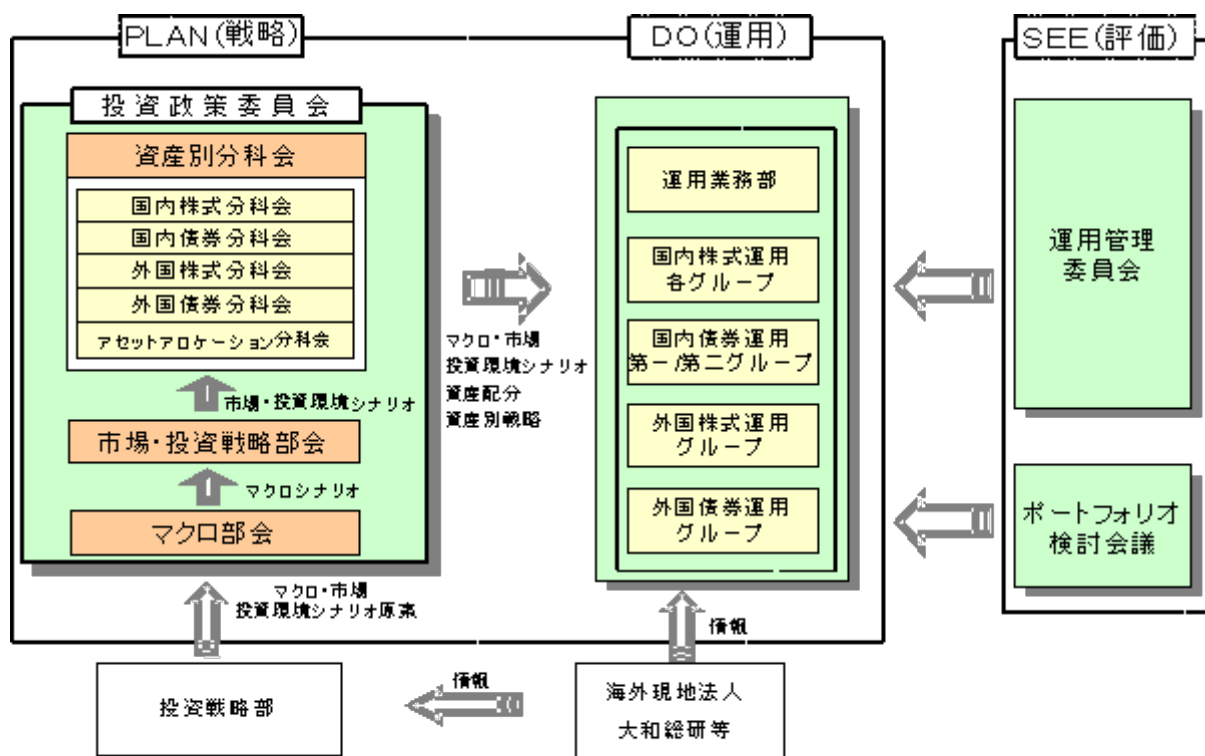 PLAN(戦略)
DO(運用)
SEE(評価)
投資政策委員会
資産別分科会
国内株式分科会
国内債券分科会
外国株式分科会
外国債券分科会
アセットアロケーション分科会
市場・投資環境シナリオ
市場・投資戦略部会
マクロシナリオ
マクロ部会
マクロ・市場
投資環境シナリオ原案
投資戦略部
マクロ・市場
投資環境シナリオ
資産配分
資産別戦略
運用業務部
国内株式運用
各グループ
国内債券運用
第一/第二グループ
外国株式運用
グループ
外国債券運用
グループ
情報
情報
海外現地法人
大和総研等
運用管理
委員会
ポートフォリオ
検討会議